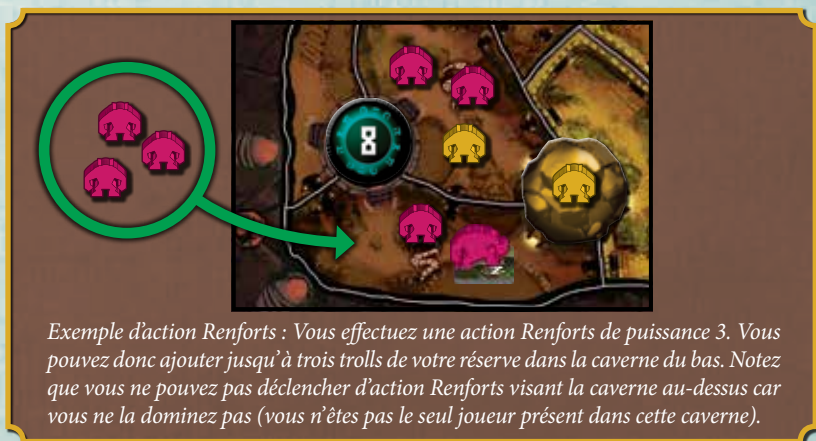 Exemple d'action Renforts : Vous effectuez une action Renforts de puissance 3. Vous
pouvez donc ajouter jusqu'à trois trolls de votre réserve dans la caverne du bas. Notez
que vous ne pouvez pas déclencher d'action Renforts visant la caverne au-dessus car
vous ne la dominez pas (vous n'êtes pas le seul joueur présent dans cette caverne).